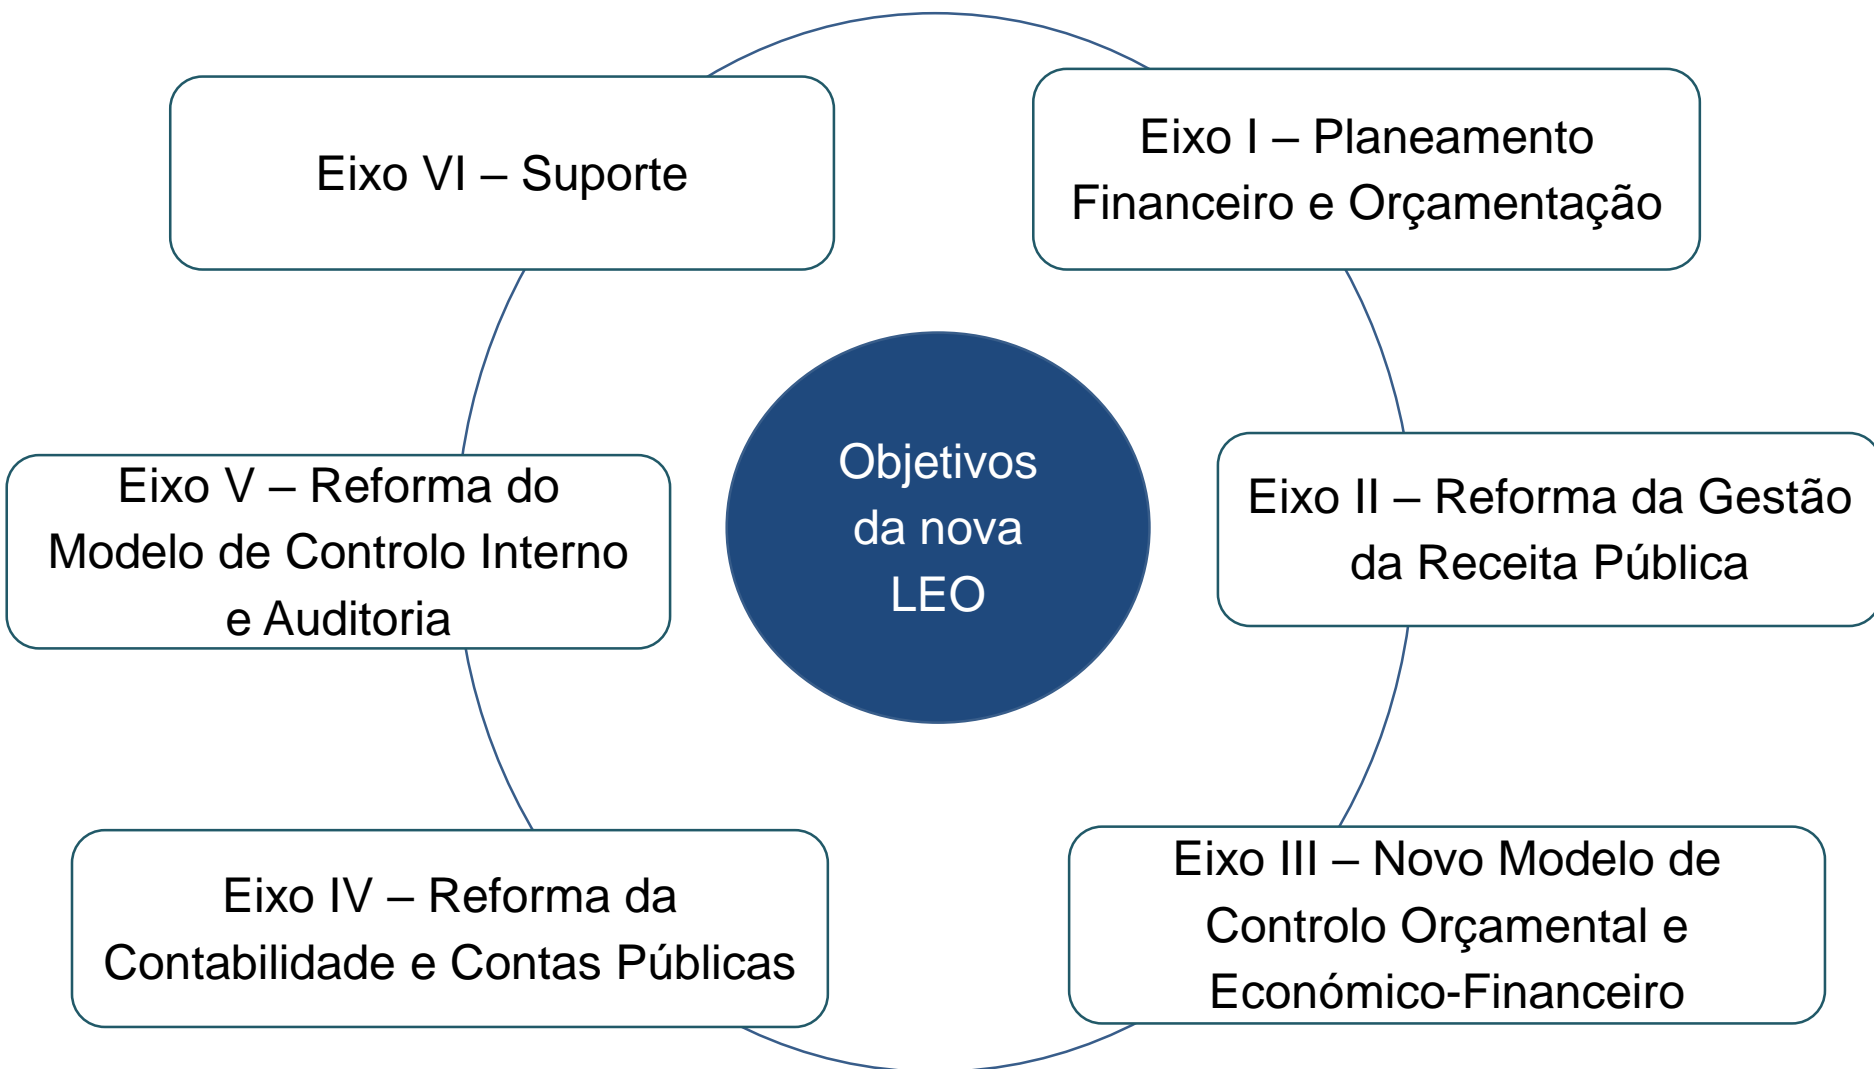 Eixo I – Planeamento
Financeiro e Orçamentação
Eixo II – Reforma da Gestão
da Receita Pública
Eixo III – Novo Modelo de
Controlo Orçamental e
Económico-Financeiro
Eixo IV – Reforma da
Contabilidade e Contas Públicas
Eixo V – Reforma do
Modelo de Controlo Interno
e Auditoria
Eixo VI – Suporte
Objetivos
da nova
LEO